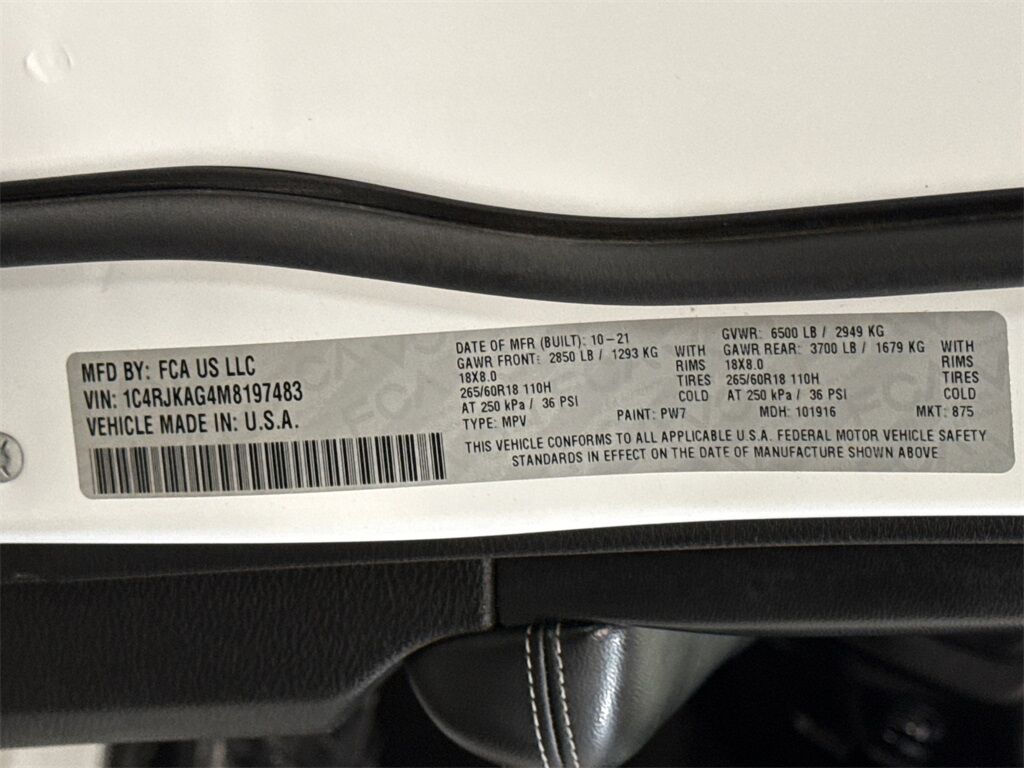 MFD BY: FCA US LLC
VIN: 1C4RJKAG4M8197483
VEHICLE MADE IN: U.S.A.
DATE OF MFR (BUILT): 10-21
GAWR FRONT: 2850 LB / 1293 KG WITH
18X8.0 RIMS
265/60R18 110H TIRES
AT 250 kPa / 36 PSI COLD
TYPE: MPV
GVWR: 6500 LB / 2949 KG
GAWR REAR: 3700 LB / 1679 KG WITH
18X8.0 RIMS
265/60R18 110H TIRES
AT 250 kPa / 36 PSI COLD
PAINT: PW7 MDH: 101916 MKT: 875
THIS VEHICLE CONFORMS TO ALL APPLICABLE U.S.A. FEDERAL MOTOR VEHICLE SAFETY
STANDARDS IN EFFECT ON THE DATE OF MANUFACTURE SHOWN ABOVE